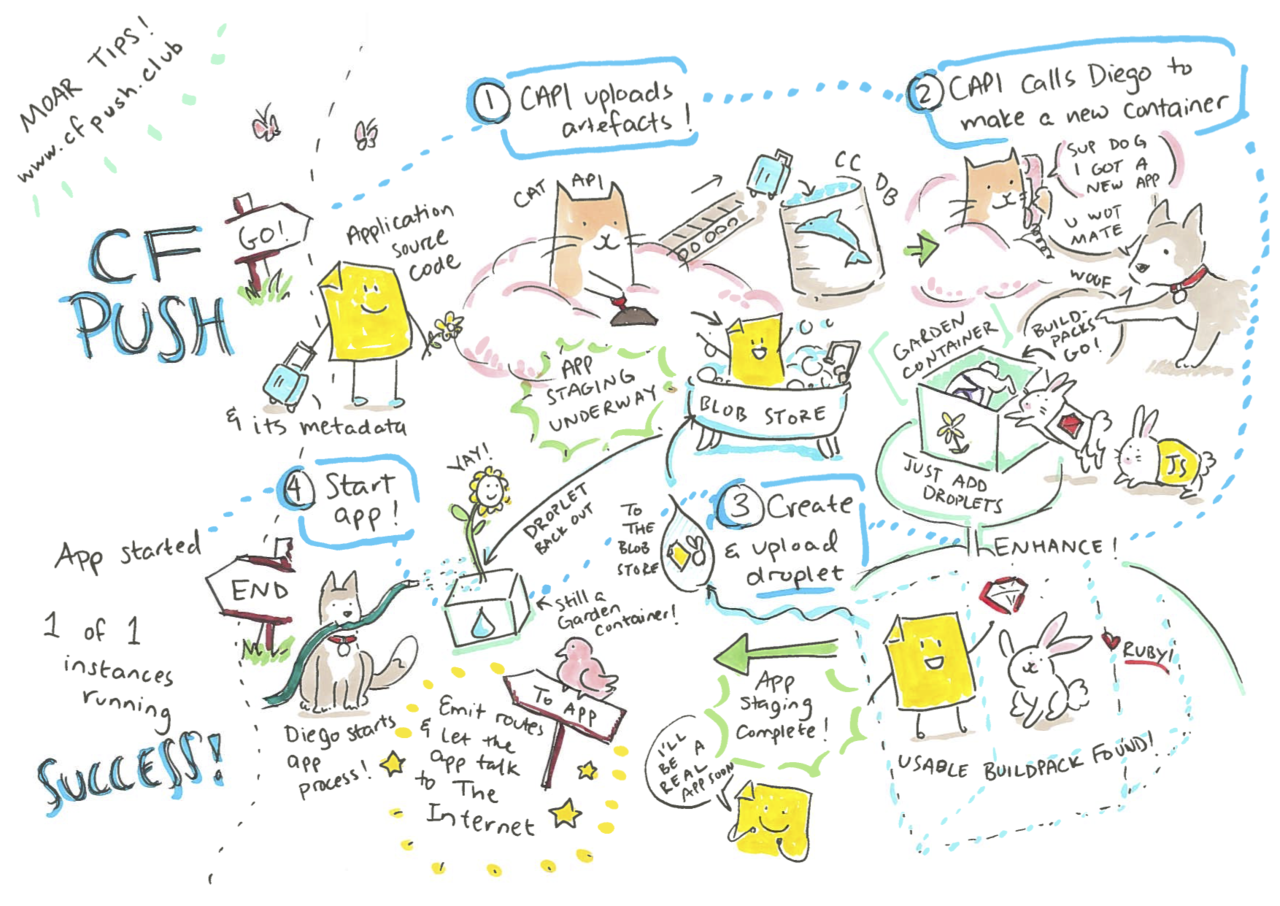 MOAR TIPS!
www.cfpush.club
CF
PUSH
GO!
Application
source
code
& its metadata
1 CAPI uploads
artefacts!
CAT API
CC
DB
APP
STAGING
UNDERWAY
BLOB STORE
2 CAPI calls Diego to
make a new container
SUP DOG
I GOT A
NEW APP
U WOT
MATE
WOOF
BUILD-
PACKS
GO!
GARDEN
CONTAINER
JS
JUST ADD
DROPLETS
ENHANCE!
RUBY!
USABLE BUILDPACK FOUND!
3 Create
& upload
droplet
TO
THE
BLOB
STORE
App
Staging
Complete!
I'LL
BE A
REAL
APP SOON
DROPLET
BACK OUT
4 Start
app!
YAY!
Still a
Garden
container!
Diego starts
app
process!
TO APP
Emit routes
& let the
app talk
to The
Internet
END
App started
1 of 1
instances
running
SUCCESS!